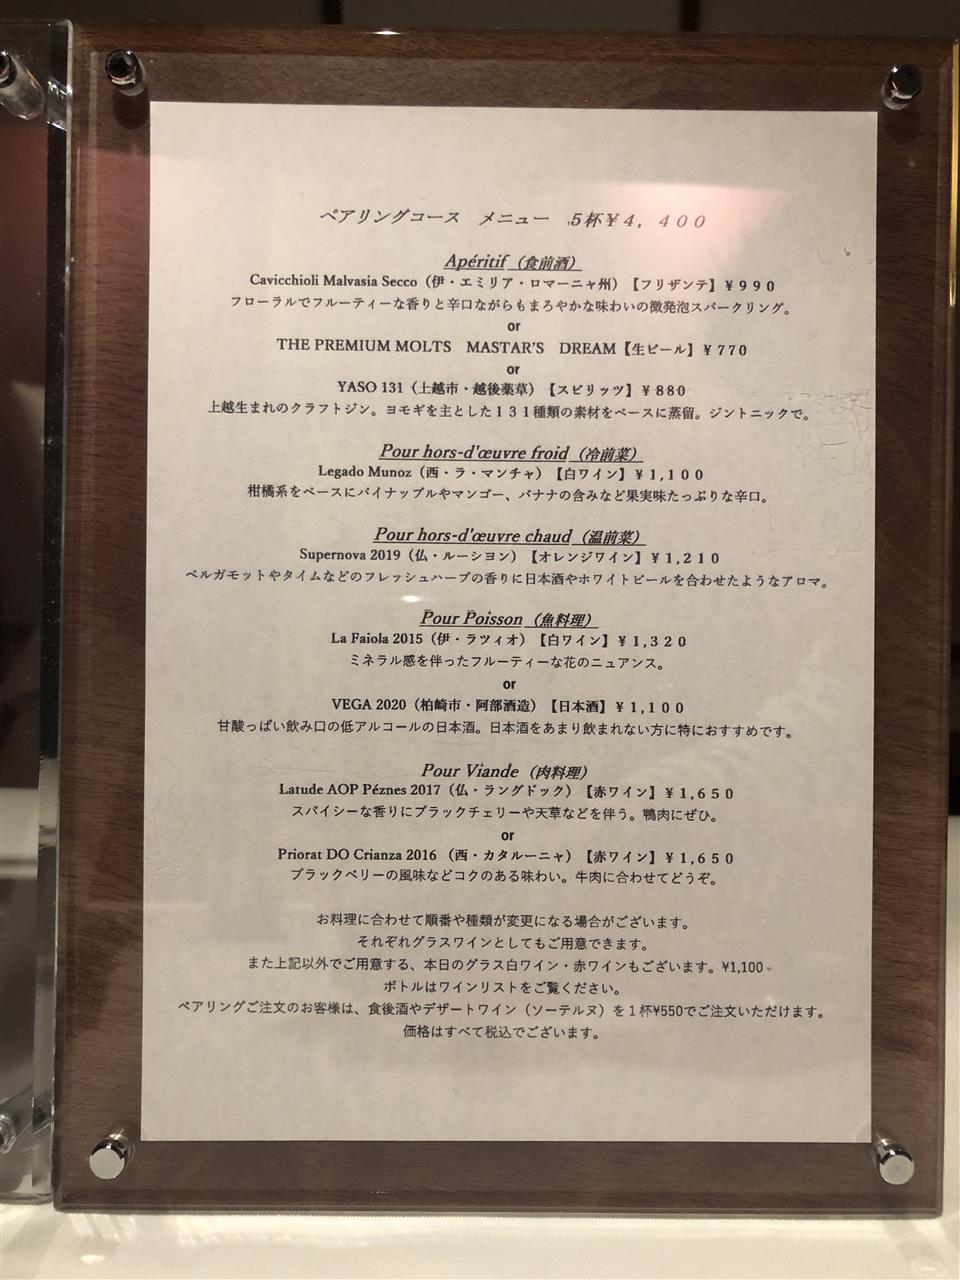 ペアリングコース　メニュー　5杯¥４，４００
Apéritif（食前酒）
Cavicchioli Malvasia Secco（伊・エミリア・ロマーニャ州）【フリザンテ】¥９９０
フローラルでフルーティーな香りと辛口ながらもまろやかな味わいの微発泡スパークリング。
or
THE PREMIUM MOLTS　MASTAR'S　DREAM【生ビール】¥７７０
or
YASO 131（上越市・越後薬草）【スピリッツ】¥８８０
上越生まれのクラフトジン。ヨモギを主とした１３１種類の素材をベースに蒸留。ジントニックで。
Pour hors-d'œuvre froid（冷前菜）
Legado Munoz（西・ラ・マンチャ）【白ワイン】¥１,１００
柑橘系をベースにパイナップルやマンゴー、バナナの含みなど果実味たっぷりな辛口。
Pour hors-d'œuvre chaud（温前菜）
Supernova 2019（仏・ルーシヨン）【オレンジワイン】¥１,２１０
ベルガモットやタイムなどのフレッシュハーブの香りに日本酒やホワイトビールを合わせたようなアロマ。
Pour Poisson（魚料理）
La Faiola 2015（伊・ラツィオ）【白ワイン】¥１,３２０
ミネラル感を伴ったフルーティーな花のニュアンス。
or
VEGA 2020（柏崎市・阿部酒造）【日本酒】¥１,１００
甘酸っぱい飲み口の低アルコールの日本酒。日本酒をあまり飲まれない方に特におすすめです。
Pour Viande（肉料理）
Latude AOP Péznes 2017（仏・ラングドック）【赤ワイン】¥１,６５０
スパイシーな香りにブラックチェリーや天草などを伴う。鴨肉にぜひ。
or
Priorat DO Crianza 2016（西・カタルーニャ）【赤ワイン】¥１,６５０
ブラックベリーの風味などコクのある味わい。牛肉に合わせてどうぞ。
お料理に合わせて順番や種類が変更になる場合がございます。
それぞれグラスワインとしてもご用意できます。
また上記以外でご用意する、本日のグラス白ワイン・赤ワインもございます。¥1,100~
ボトルはワインリストをご覧ください。
ペアリングご注文のお客様は、食後酒やデザートワイン（ソーテルヌ）を１杯¥550でご注文いただけます。
価格はすべて税込でございます。